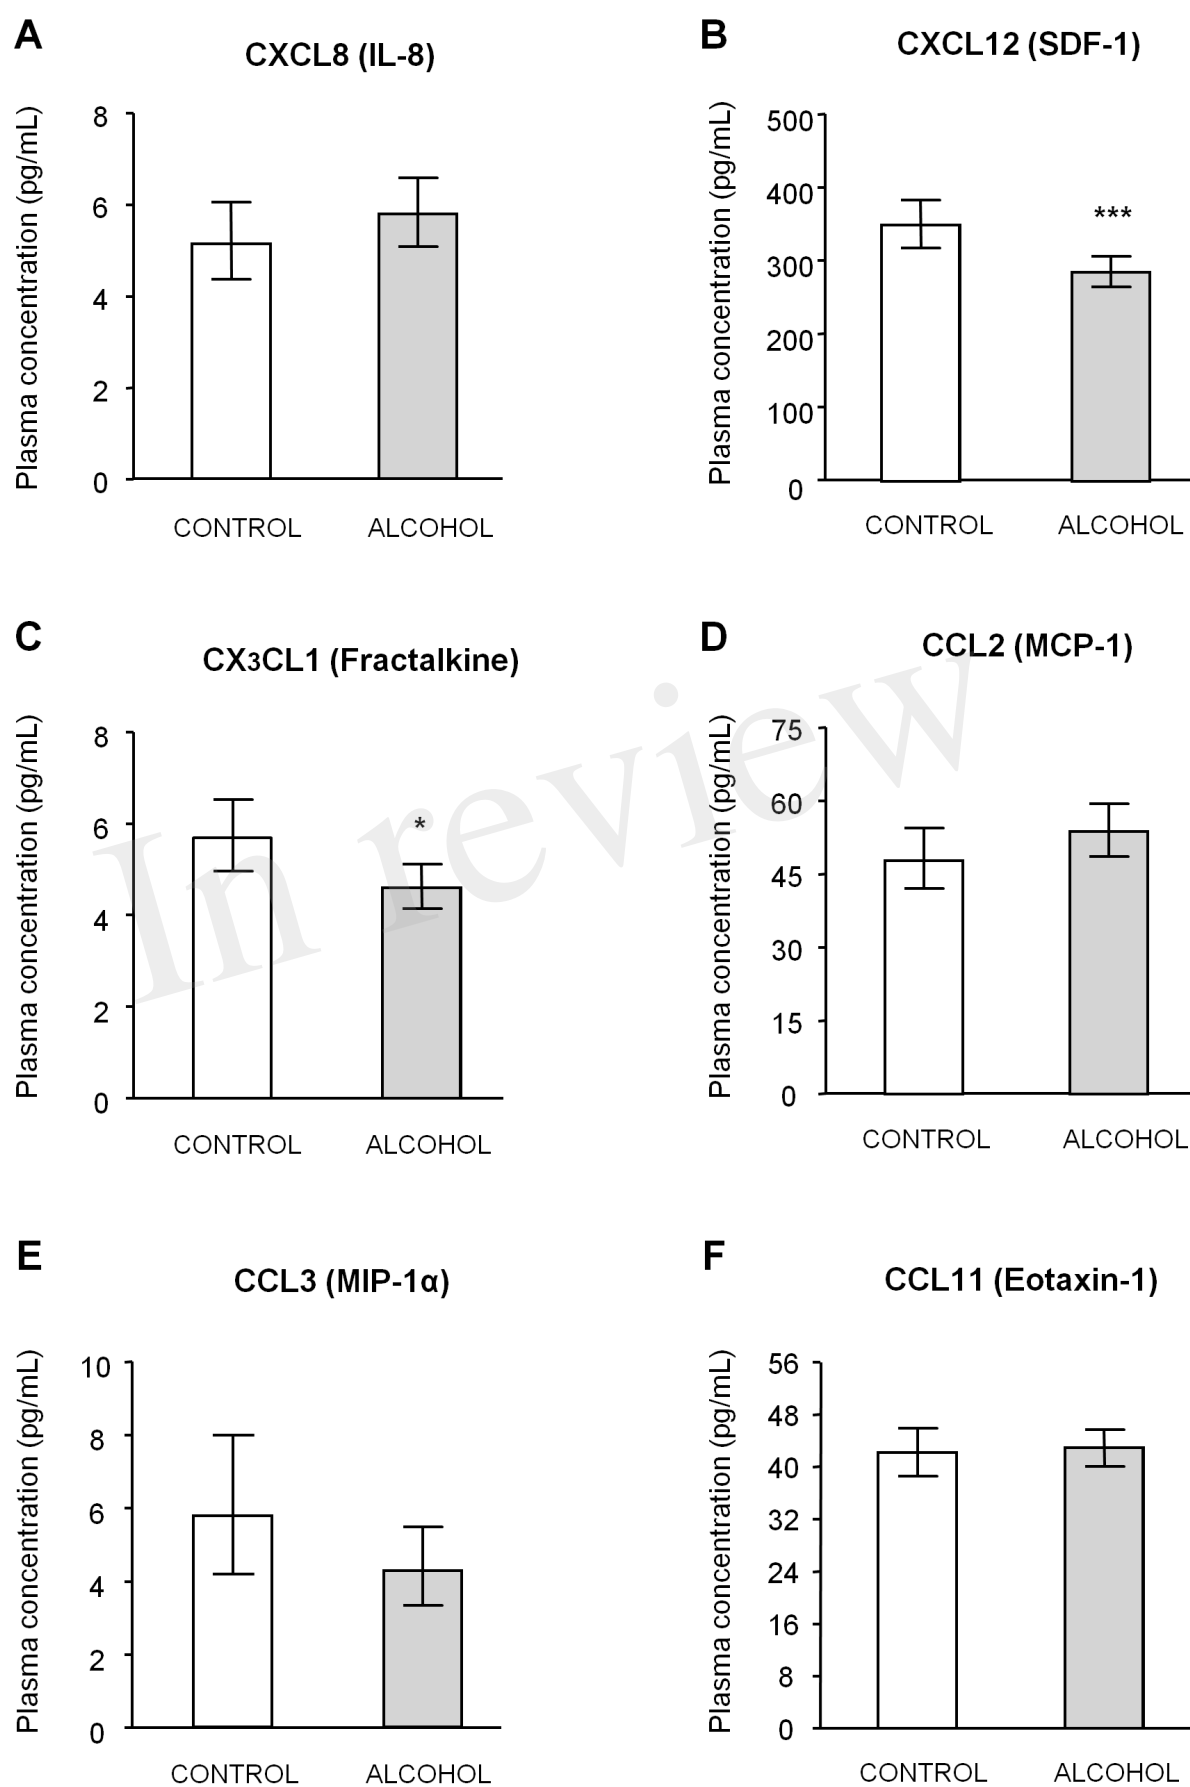 A
CXCL8 (IL-8)
Plasma concentration (pg/mL)
8
6
4
2
0
CONTROL ALCOHOL
B
CXCL12 (SDF-1)
Plasma concentration (pg/mL)
500
400
300
200
100
0
***
CONTROL ALCOHOL
C
CX3CL1 (Fractalkine)
Plasma concentration (pg/mL)
8
6
4
2
0
*
CONTROL ALCOHOL
D
CCL2 (MCP-1)
Plasma concentration (pg/mL)
75
60
45
30
15
0
CONTROL ALCOHOL
In review
E
CCL3 (MIP-1α)
Plasma concentration (pg/mL)
10
8
6
4
2
0
CONTROL ALCOHOL
F
CCL11 (Eotaxin-1)
Plasma concentration (pg/mL)
56
48
40
32
24
16
8
0
CONTROL ALCOHOL